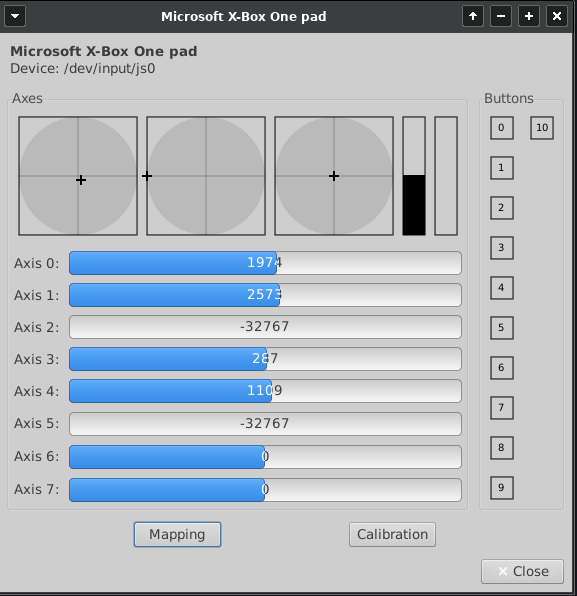 Microsoft X-Box One pad
Microsoft X-Box One pad
Device: /dev/input/js0
Axes
Buttons
0
10
1
2
3
4
5
6
7
8
9
Axis 0: 1974
Axis 1: 2573
Axis 2: -32767
Axis 3: 287
Axis 4: 1109
Axis 5: -32767
Axis 6: 0
Axis 7: 0
Mapping
Calibration
Close